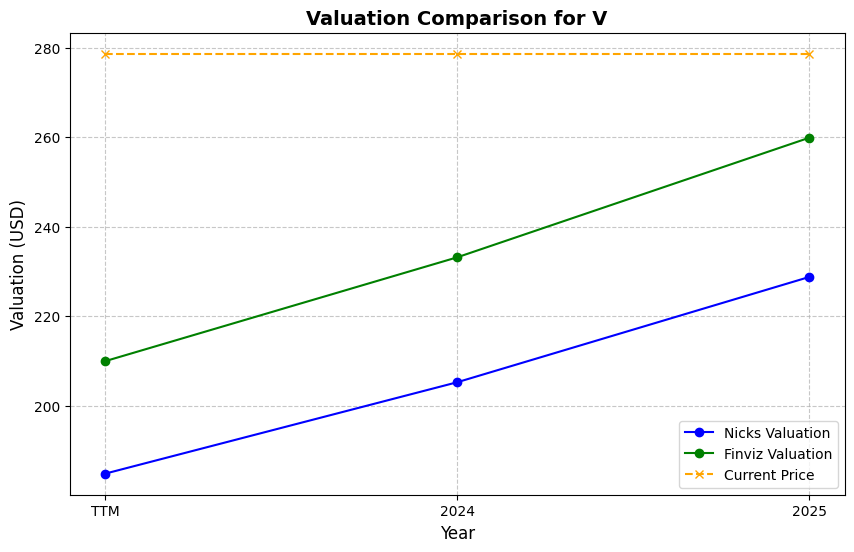 Valuation Comparison for V
Valuation (USD)
280
260
240
220
200
TTM
2024
2025
Year
Nicks Valuation
Finviz Valuation
Current Price